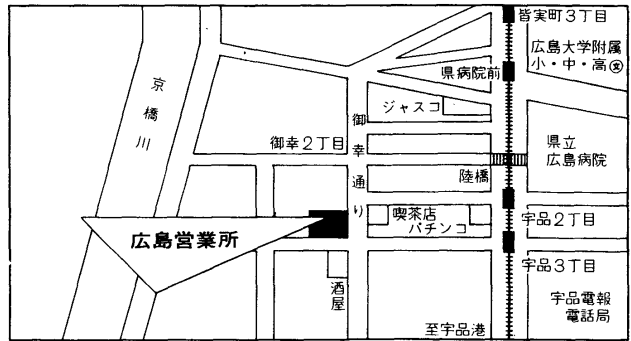 皆実町3丁目
広島大学附属
小・中・高㊛
県病院前
京橋川
ジャスコ
御幸通り
御幸2丁目
県立
広島病院
陸橋
喫茶店
パチンコ
宇品2丁目
広島営業所
宇品3丁目
酒屋
宇品電報
電話局
至宇品港